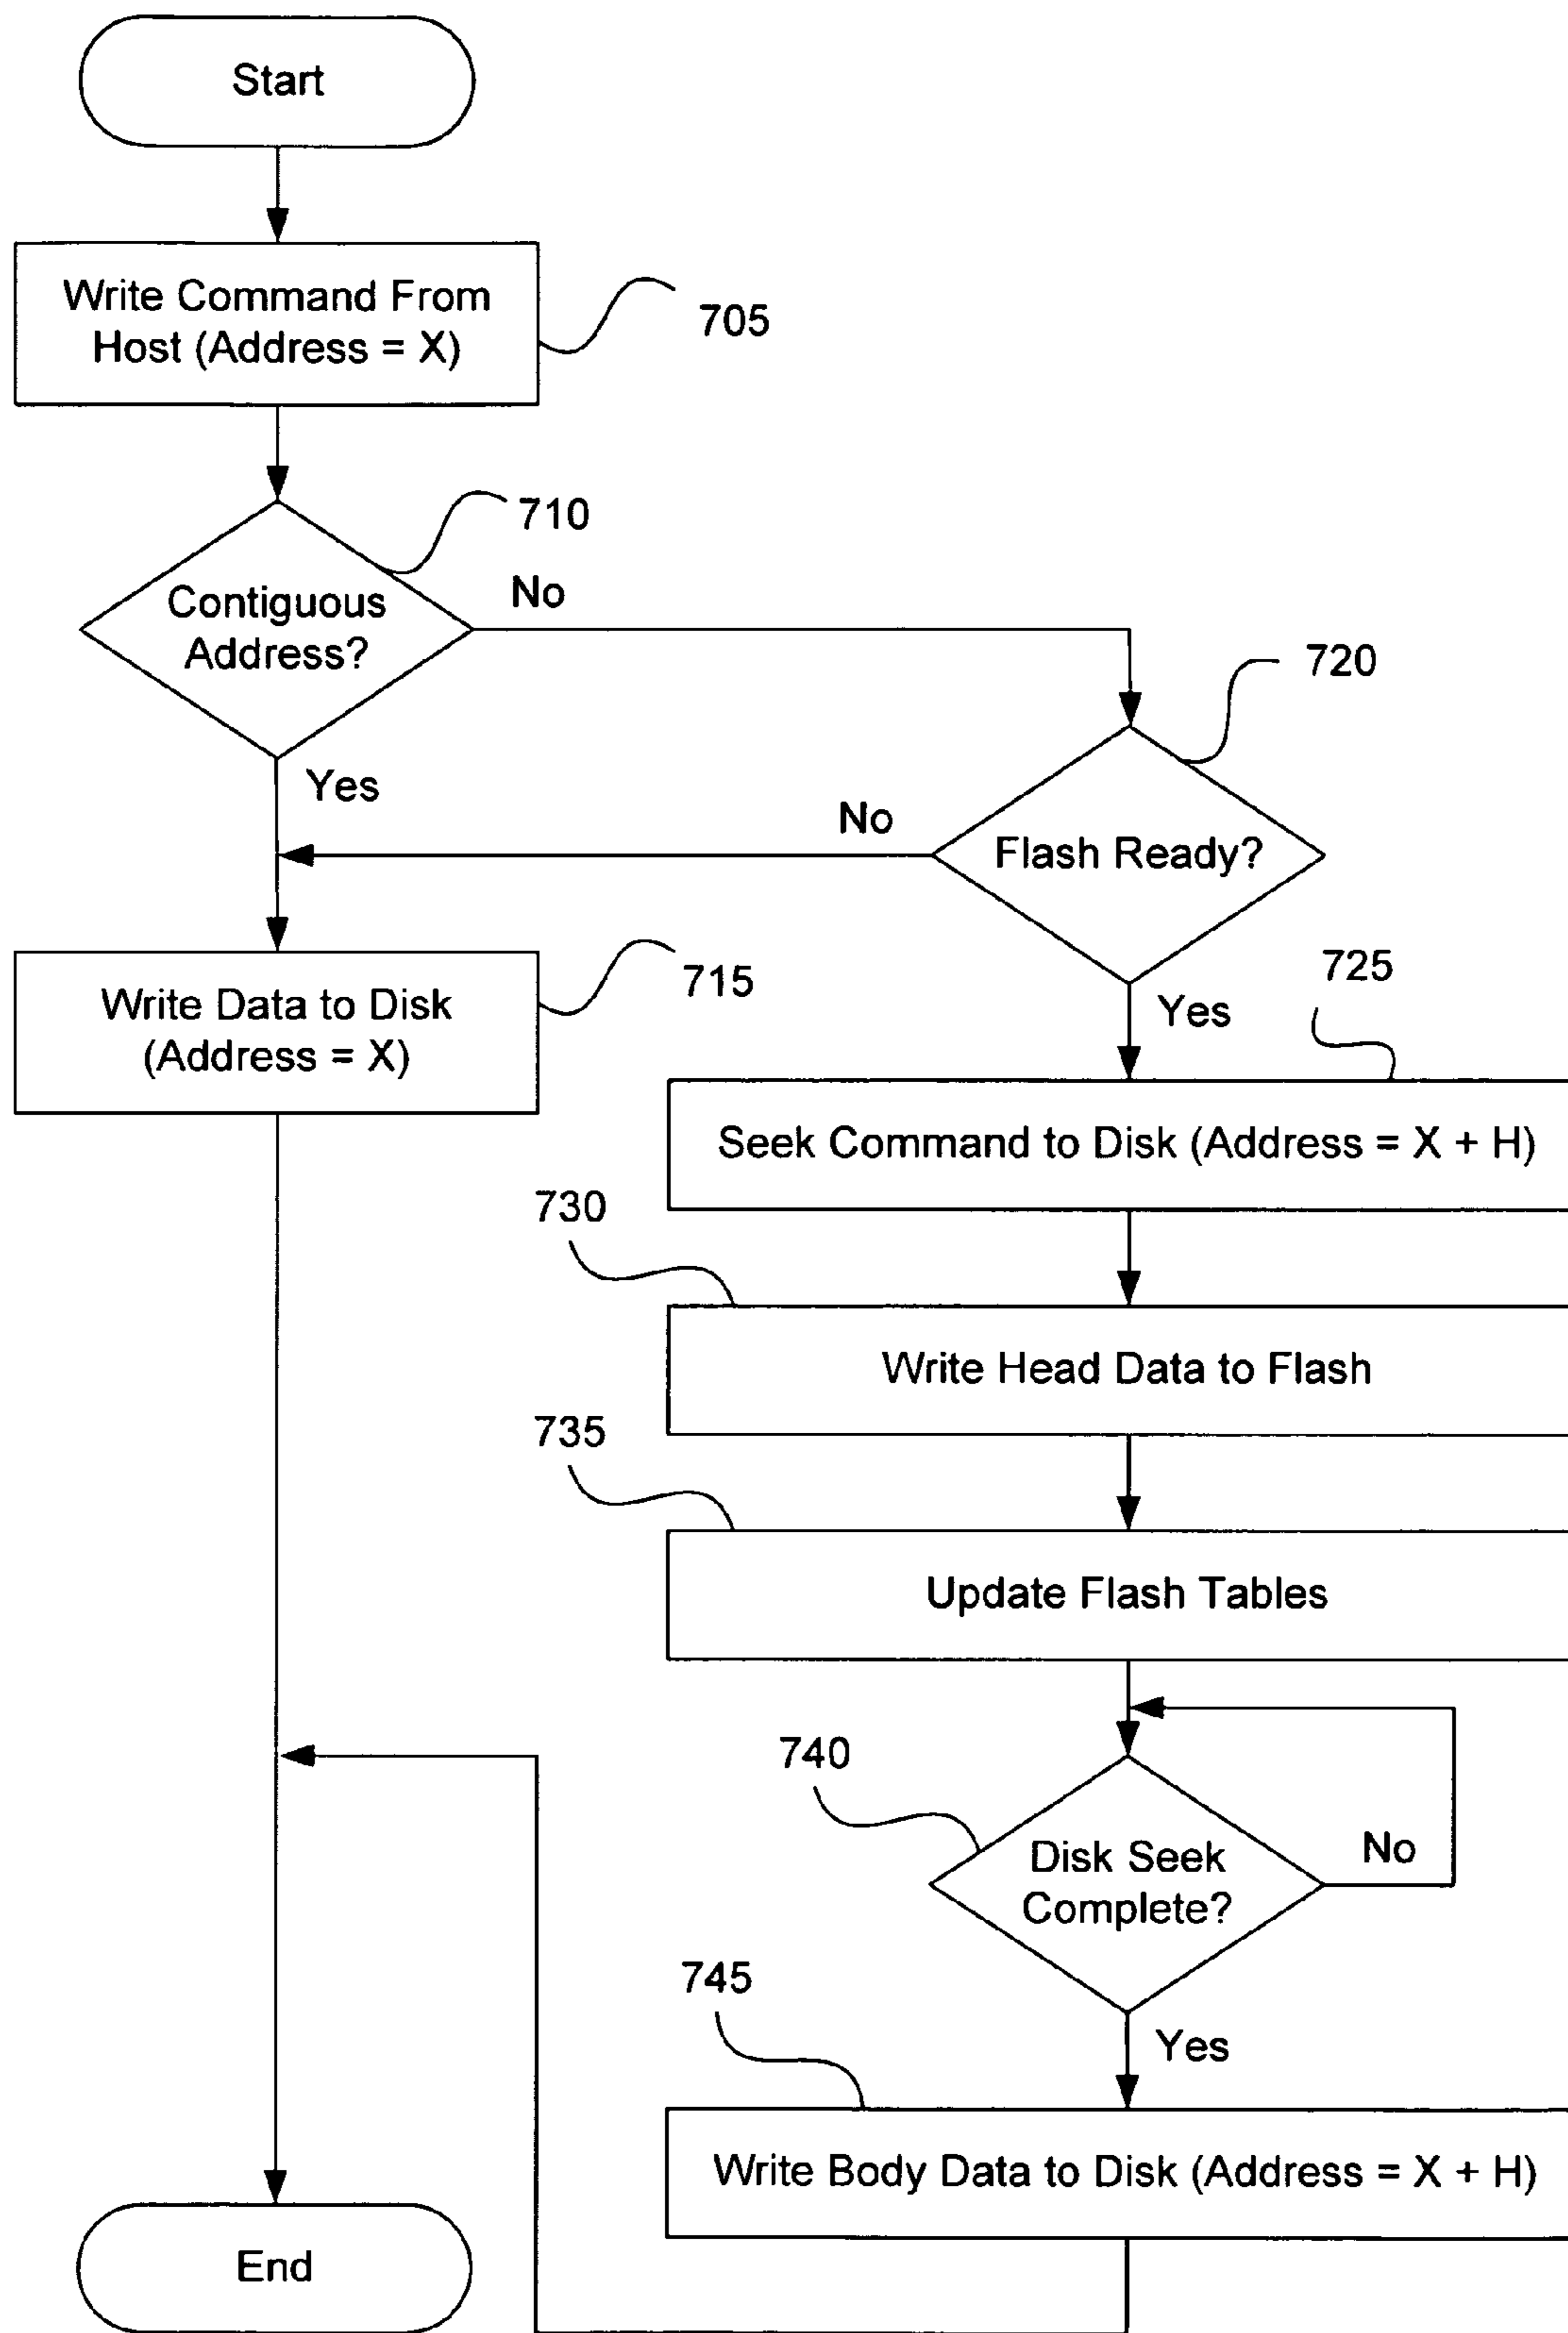 Start
Write Command From
Host (Address = X)
705
710
Contiguous
Address?
No
Yes
720
No
Flash Ready?
Yes
Write Data to Disk
(Address = X)
715
725
Seek Command to Disk (Address = X + H)
730
Write Head Data to Flash
735
Update Flash Tables
740
Disk Seek
Complete?
No
Yes
745
Write Body Data to Disk (Address = X + H)
End